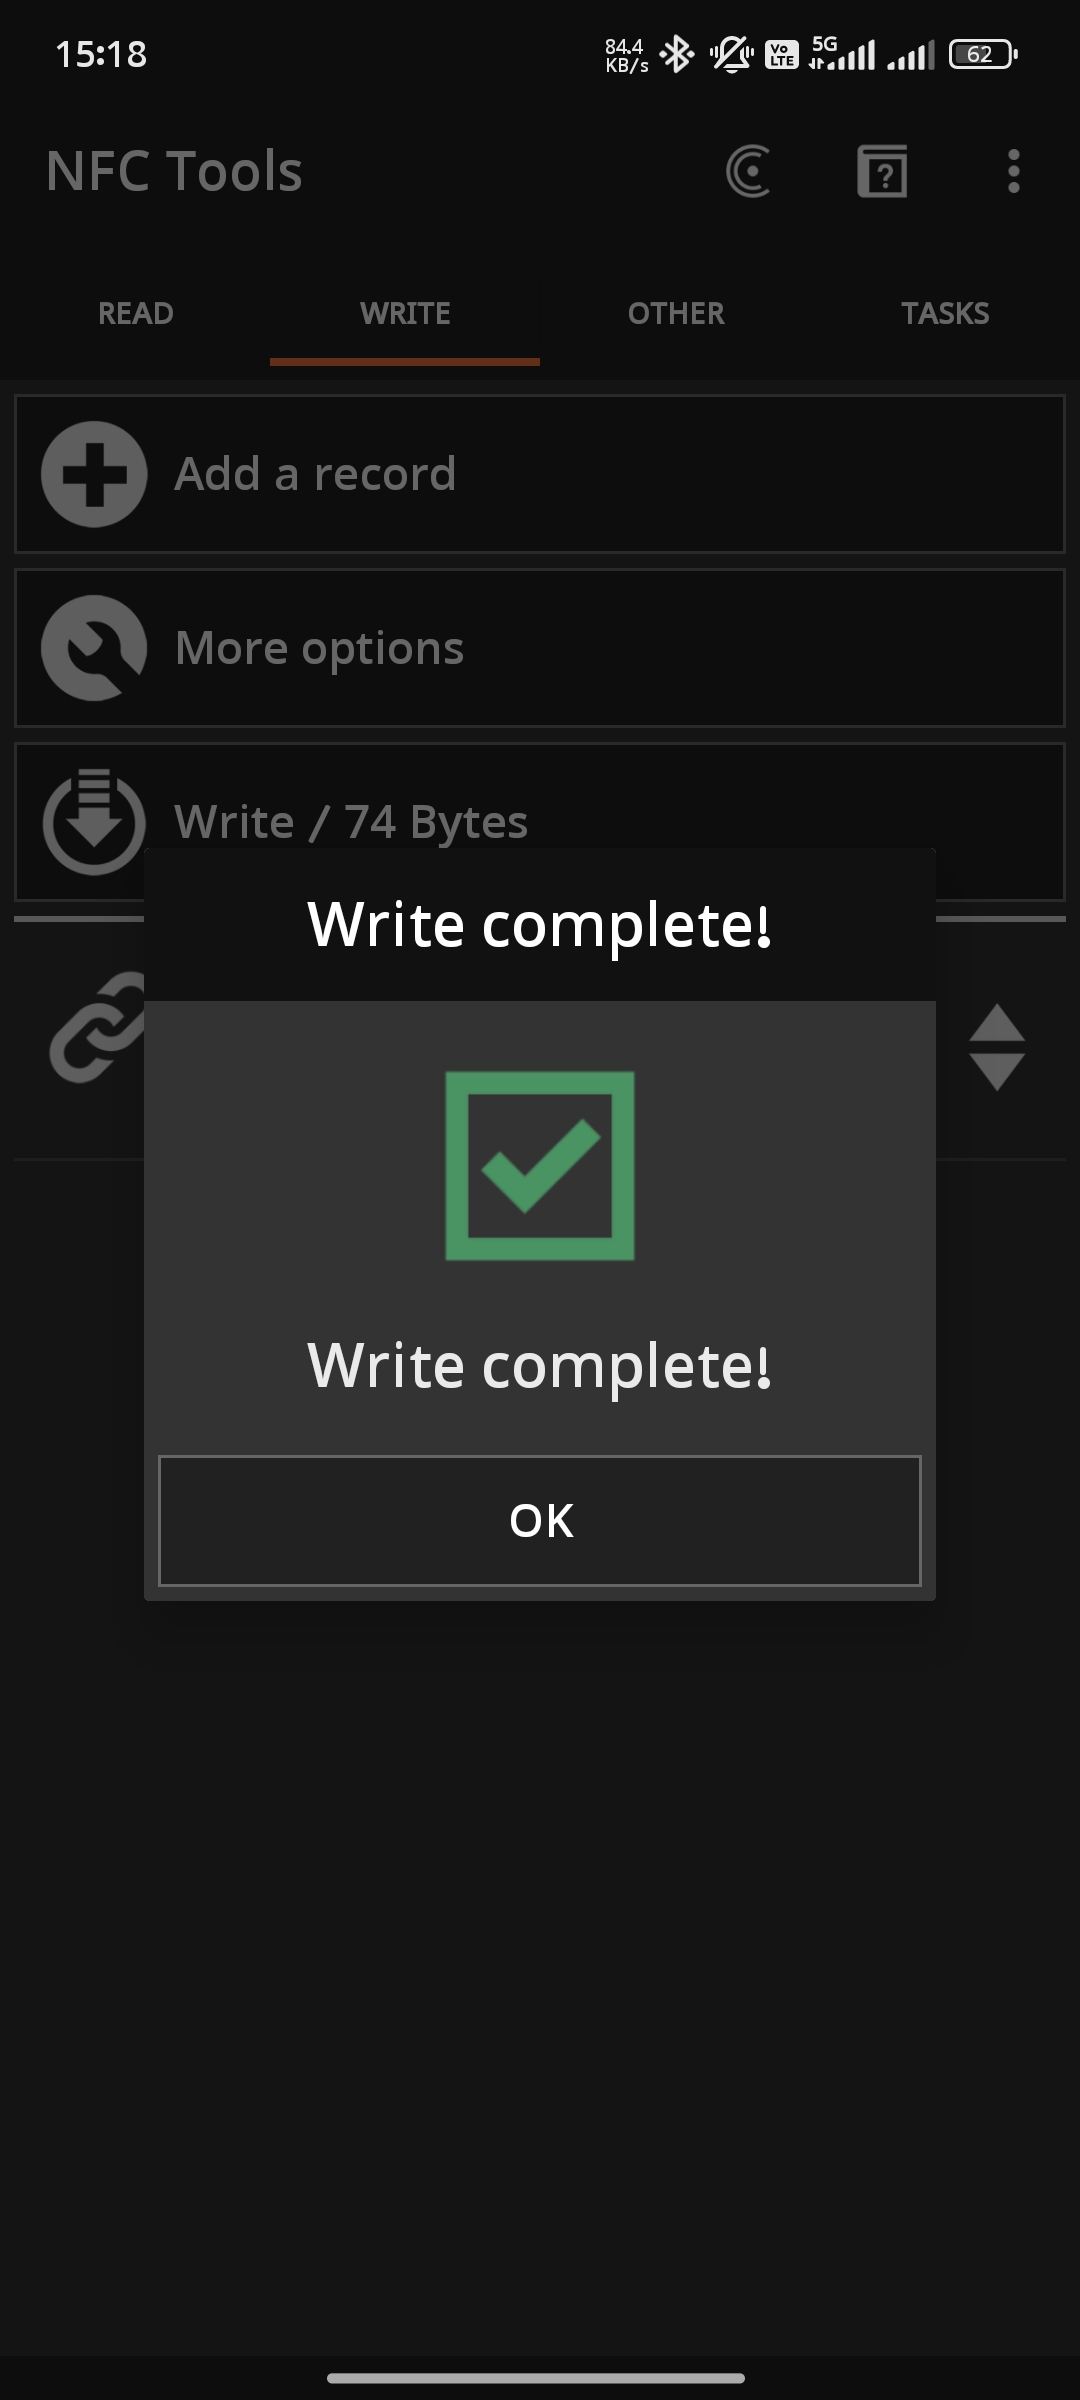 15:18
84.4
KB/s
Vo
LTE
5G
62
NFC Tools
READ
WRITE
OTHER
TASKS
Add a record
More options
Write / 74 Bytes
Write complete!
Write complete!
OK